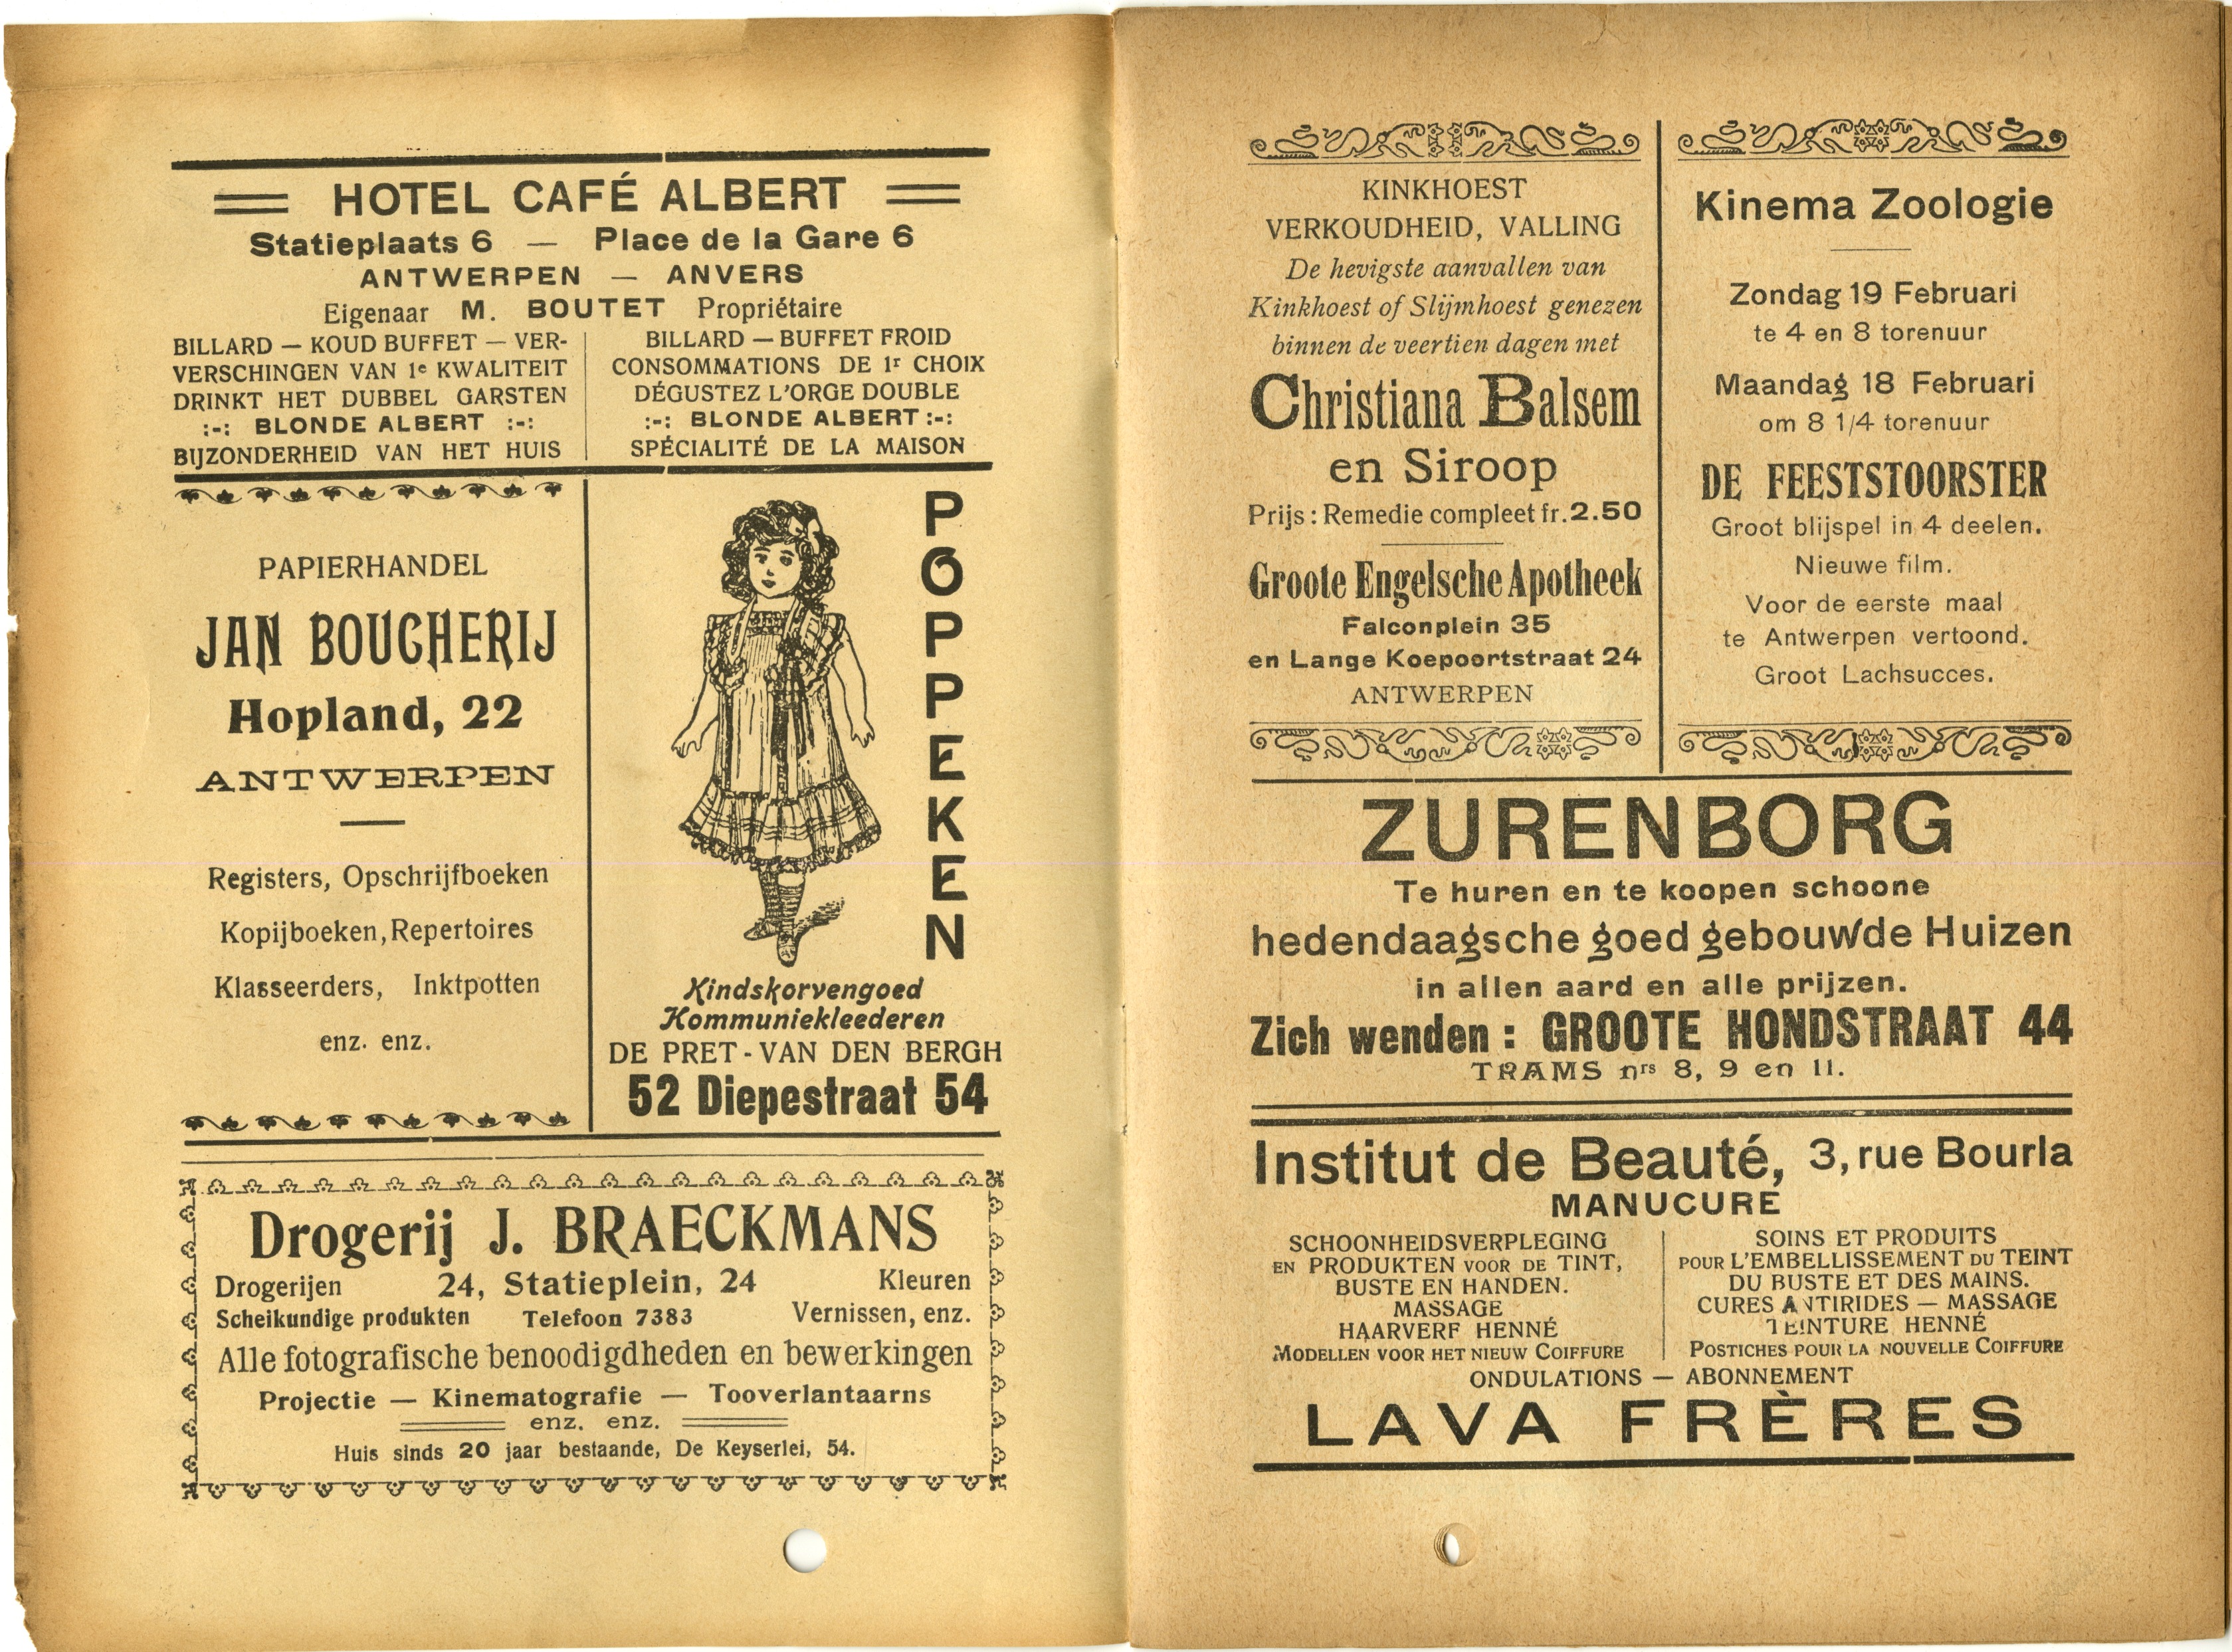 HOTEL CAFÉ ALBERT
Statieplaats 6 — Place de la Gare 6
ANTWERPEN — ANVERS
Eigenaar M. BOUTET Propriétaire
BILLARD — KOUD BUFFET — VER-
VERSCHINGEN VAN 1e KWALITEIT
DRINKT HET DUBBEL GARSTEN
:-: BLONDE ALBERT :-:
BIJZONDERHEID VAN HET HUIS
BILLARD — BUFFET FROID
CONSOMMATIONS DE 1r CHOIX
DÉGUSTEZ L'ORGE DOUBLE
:-: BLONDE ALBERT :-:
SPÉCIALITÉ DE LA MAISON
PAPIERHANDEL
JAN BOUCHERIJ
Hopland, 22
ANTWERPEN
Registers, Opschrijfboeken
Kopijboeken, Repertoires
Klasseerders, Inktpotten
enz. enz.
POPPEKEN
Kindskorvengoed
Kommuniekleederen
DE PRET - VAN DEN BERGH
52 Diepestraat 54
Drogerij J. BRAECKMANS
Drogerijen 24, Statieplein, 24 Kleuren
Scheikundige produkten Telefoon 7383 Vernissen, enz.
Alle fotografische benoodigdheden en bewerkingen
Projectie — Kinematografie — Tooverlantaarns
enz. enz.
Huis sinds 20 jaar bestaande, De Keyserlei, 54.
KINKHOEST
VERKOUDHEID, VALLING
De hevigste aanvallen van
Kinkhoest of Slijmhoest genezen
binnen de veertien dagen met
Christiana Balsem
en Siroop
Prijs : Remedie compleet fr. 2.50
Groote Engelsche Apotheek
Falconplein 35
en Lange Koepoortstraat 24
ANTWERPEN
Kinema Zoologie
Zondag 19 Februari
te 4 en 8 torenuur
Maandag 18 Februari
om 8 1/4 torenuur
DE FEESTSTOORSTER
Groot blijspel in 4 deelen.
Nieuwe film.
Voor de eerste maal
te Antwerpen vertoond.
Groot Lachsucces.
ZURENBORG
Te huren en te koopen schoone
hedendaagsche goed gebouwde Huizen
in allen aard en alle prijzen.
Zich wenden : GROOTE HONDSTRAAT 44
TRAMS nrs 8, 9 en 11.
Institut de Beauté, 3, rue Bourla
MANUCURE
SCHOONHEIDSVERPLEGING
EN PRODUKTEN VOOR DE TINT,
BUSTE EN HANDEN.
MASSAGE
HAARVERF HENNÉ
MODELLEN VOOR HET NIEUW COIFFURE
SOINS ET PRODUITS
POUR L'EMBELLISSEMENT DU TEINT
DU BUSTE ET DES MAINS.
CURES ANTIRIDES — MASSAGE
TEINTURE HENNÉ
POSTICHES POUR LA NOUVELLE COIFFURE
ONDULATIONS — ABONNEMENT
LAVA FRÈRES